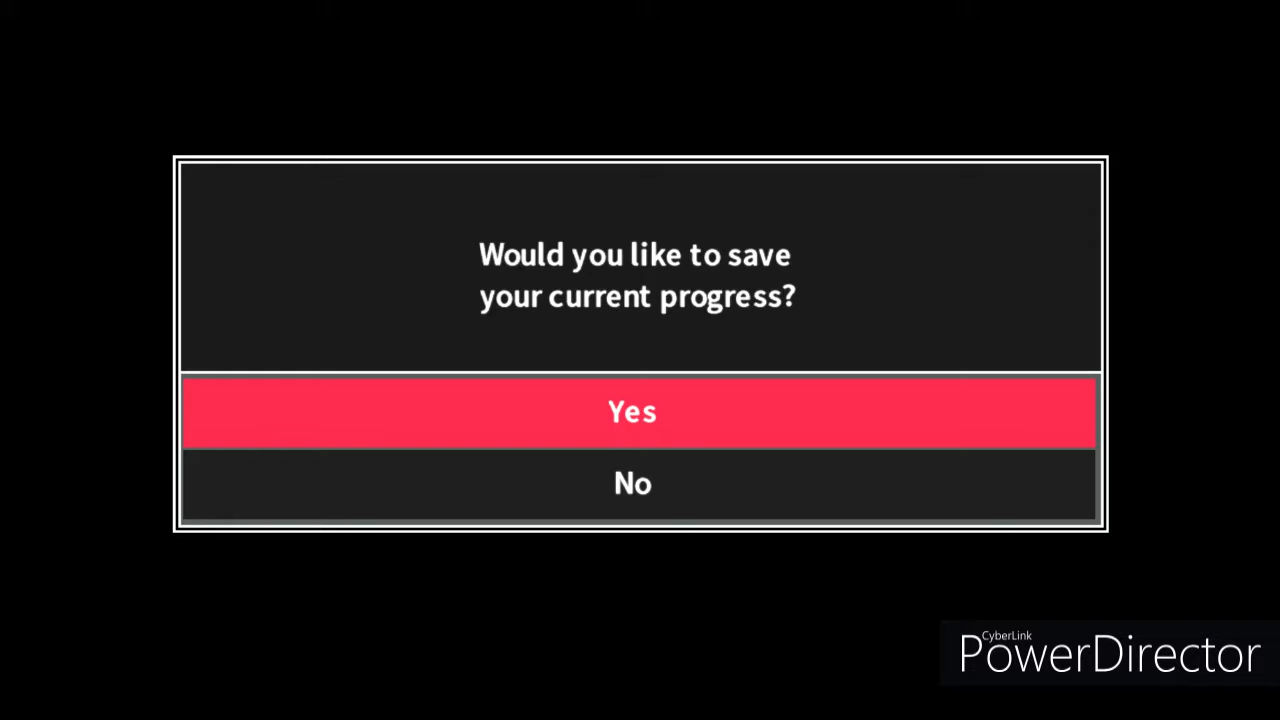 Would you like to save
your current progress?
Yes
No
CyberLink
PowerDirector